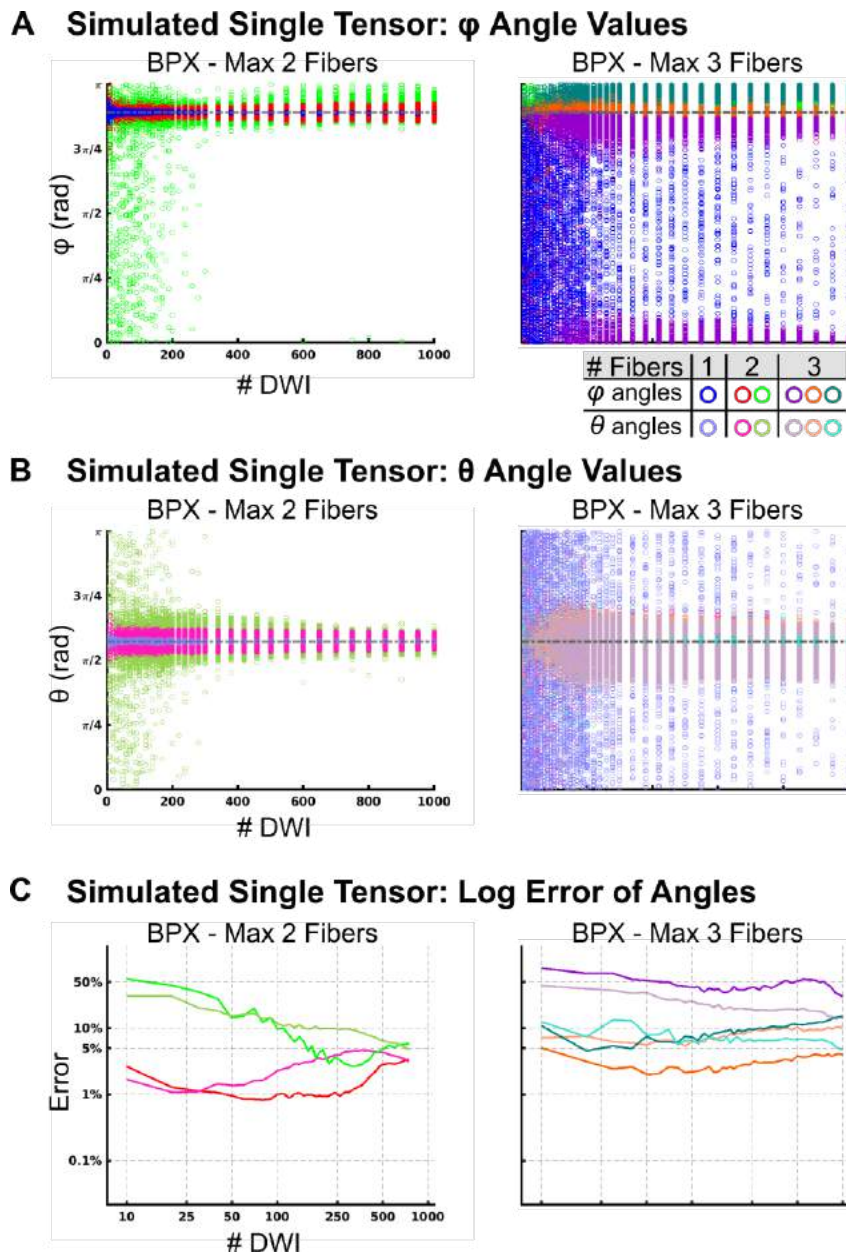 A Simulated Single Tensor: φ Angle Values
BPX - Max 2 Fibers
BPX - Max 3 Fibers
π
3π/4
π/2
π/4
0
φ (rad)
0 200 400 600 800 1000
# DWI
# Fibers 1 2 3
φ angles
θ angles
B Simulated Single Tensor: θ Angle Values
BPX - Max 2 Fibers
BPX - Max 3 Fibers
π
3π/4
π/2
π/4
0
θ (rad)
0 200 400 600 800 1000
# DWI
C Simulated Single Tensor: Log Error of Angles
BPX - Max 2 Fibers
BPX - Max 3 Fibers
50%
10%
5%
1%
0.1%
Error
10 25 50 100 250 500 1000
# DWI